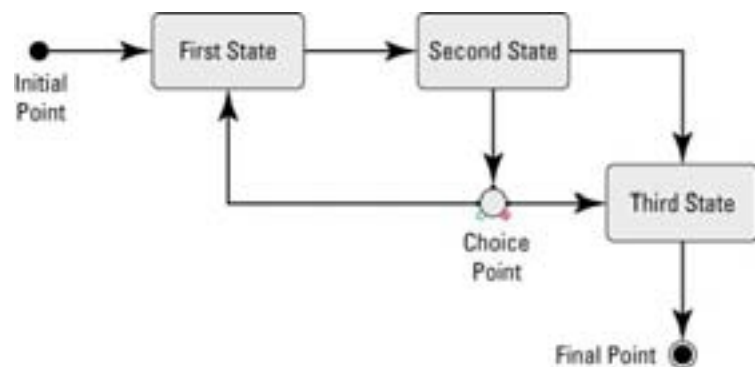 First State
Second State
Initial
Point
Third State
Choice
Point
Final Point